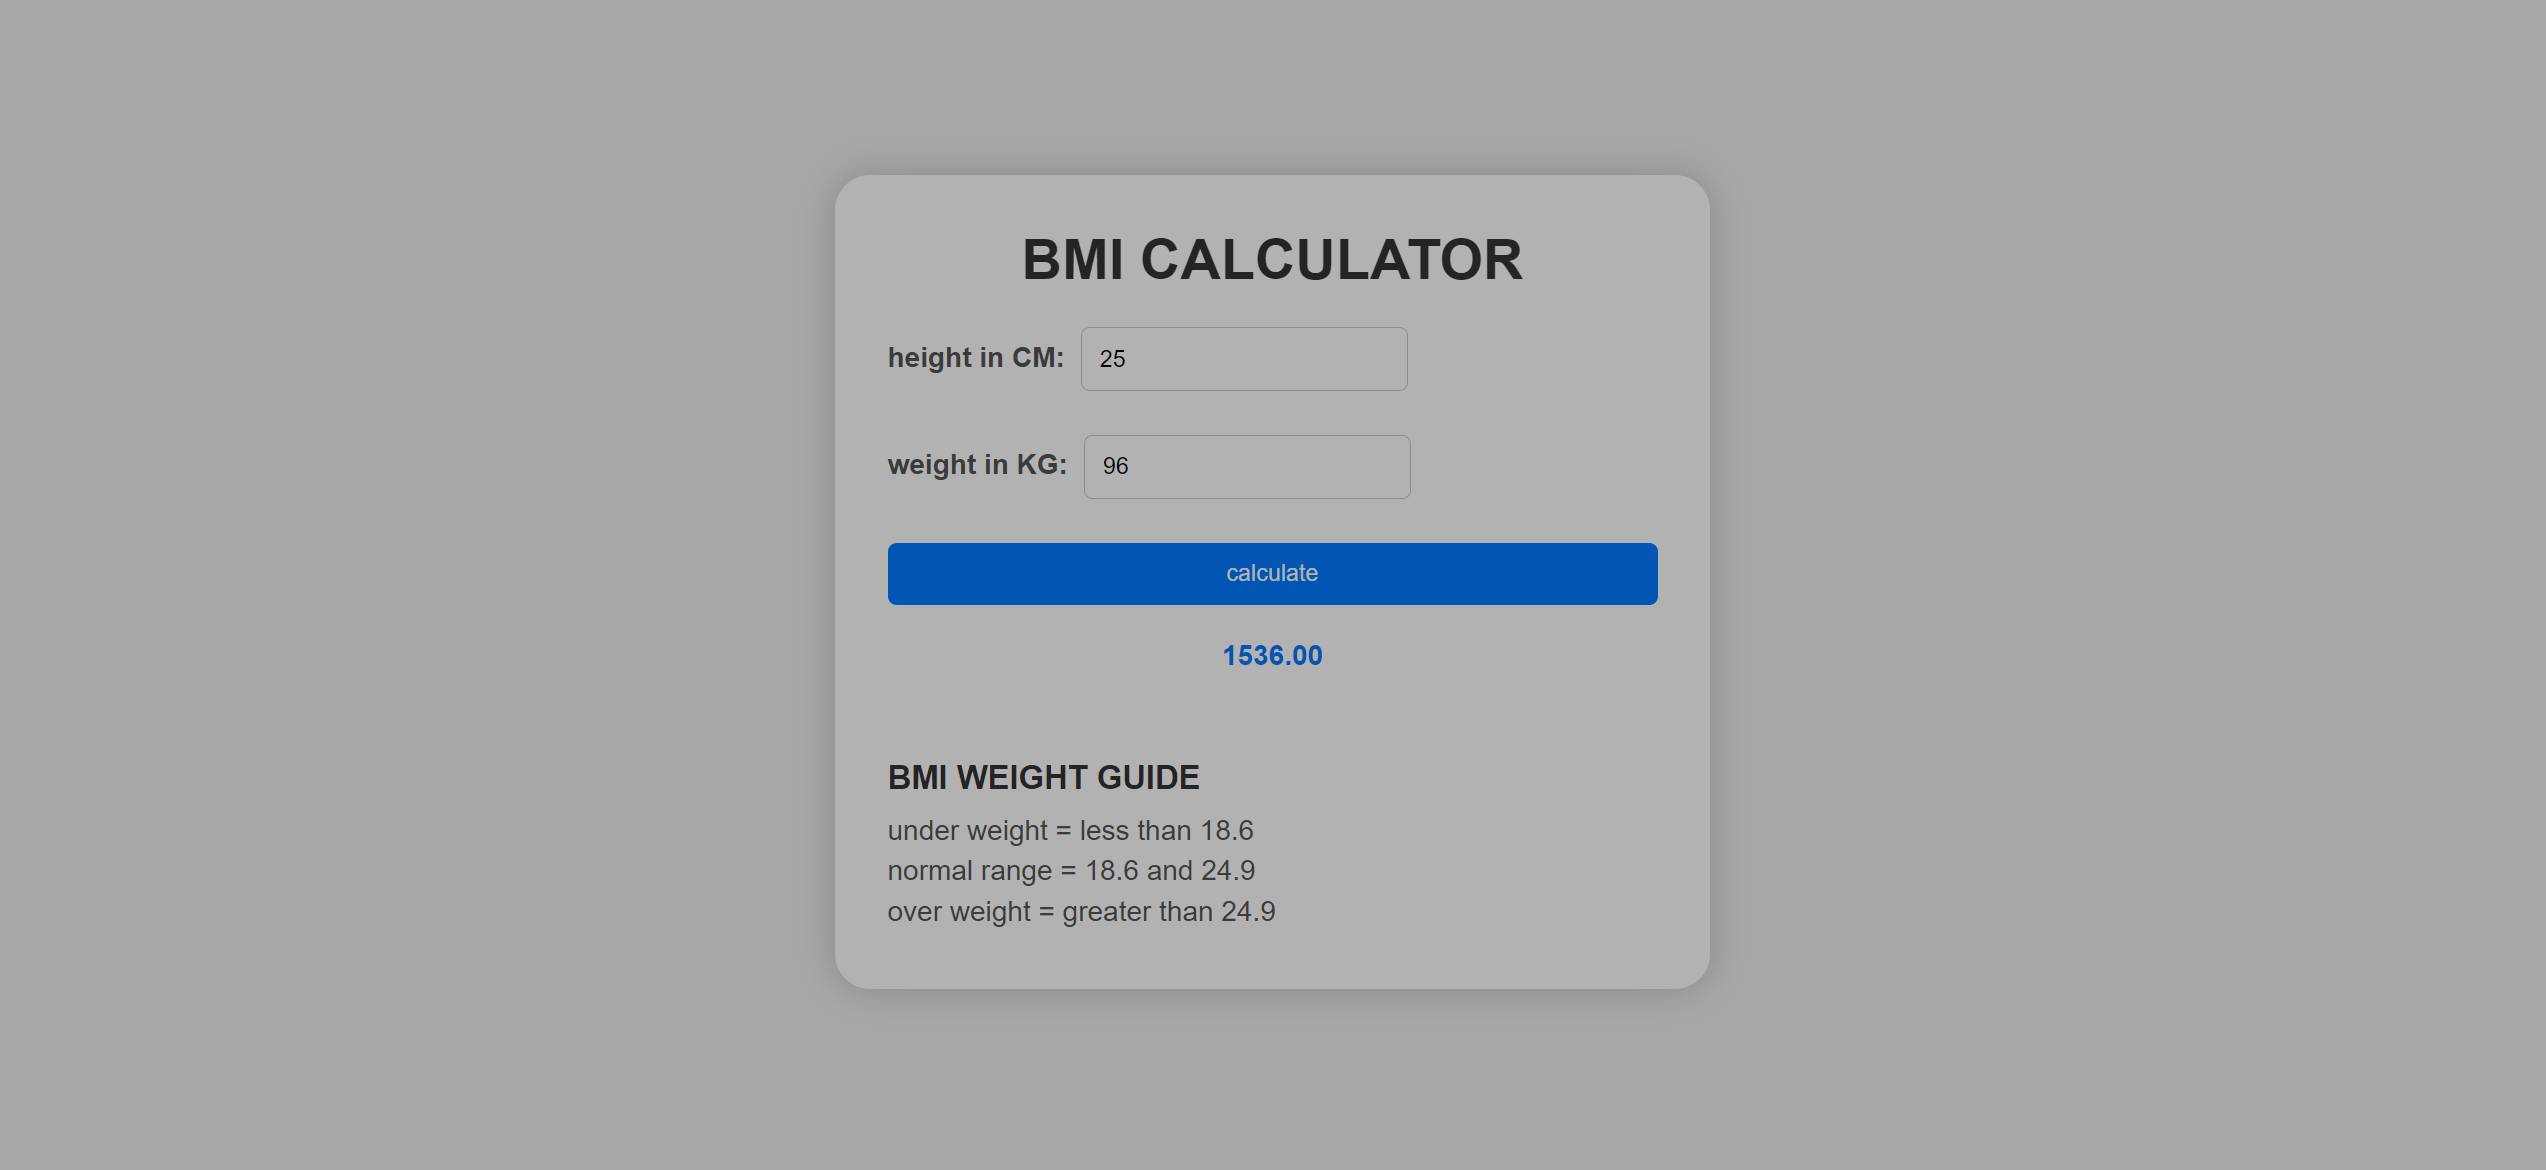 BMI CALCULATOR
height in CM: 25
weight in KG: 96
calculate
1536.00
BMI WEIGHT GUIDE
under weight = less than 18.6
normal range = 18.6 and 24.9
over weight = greater than 24.9